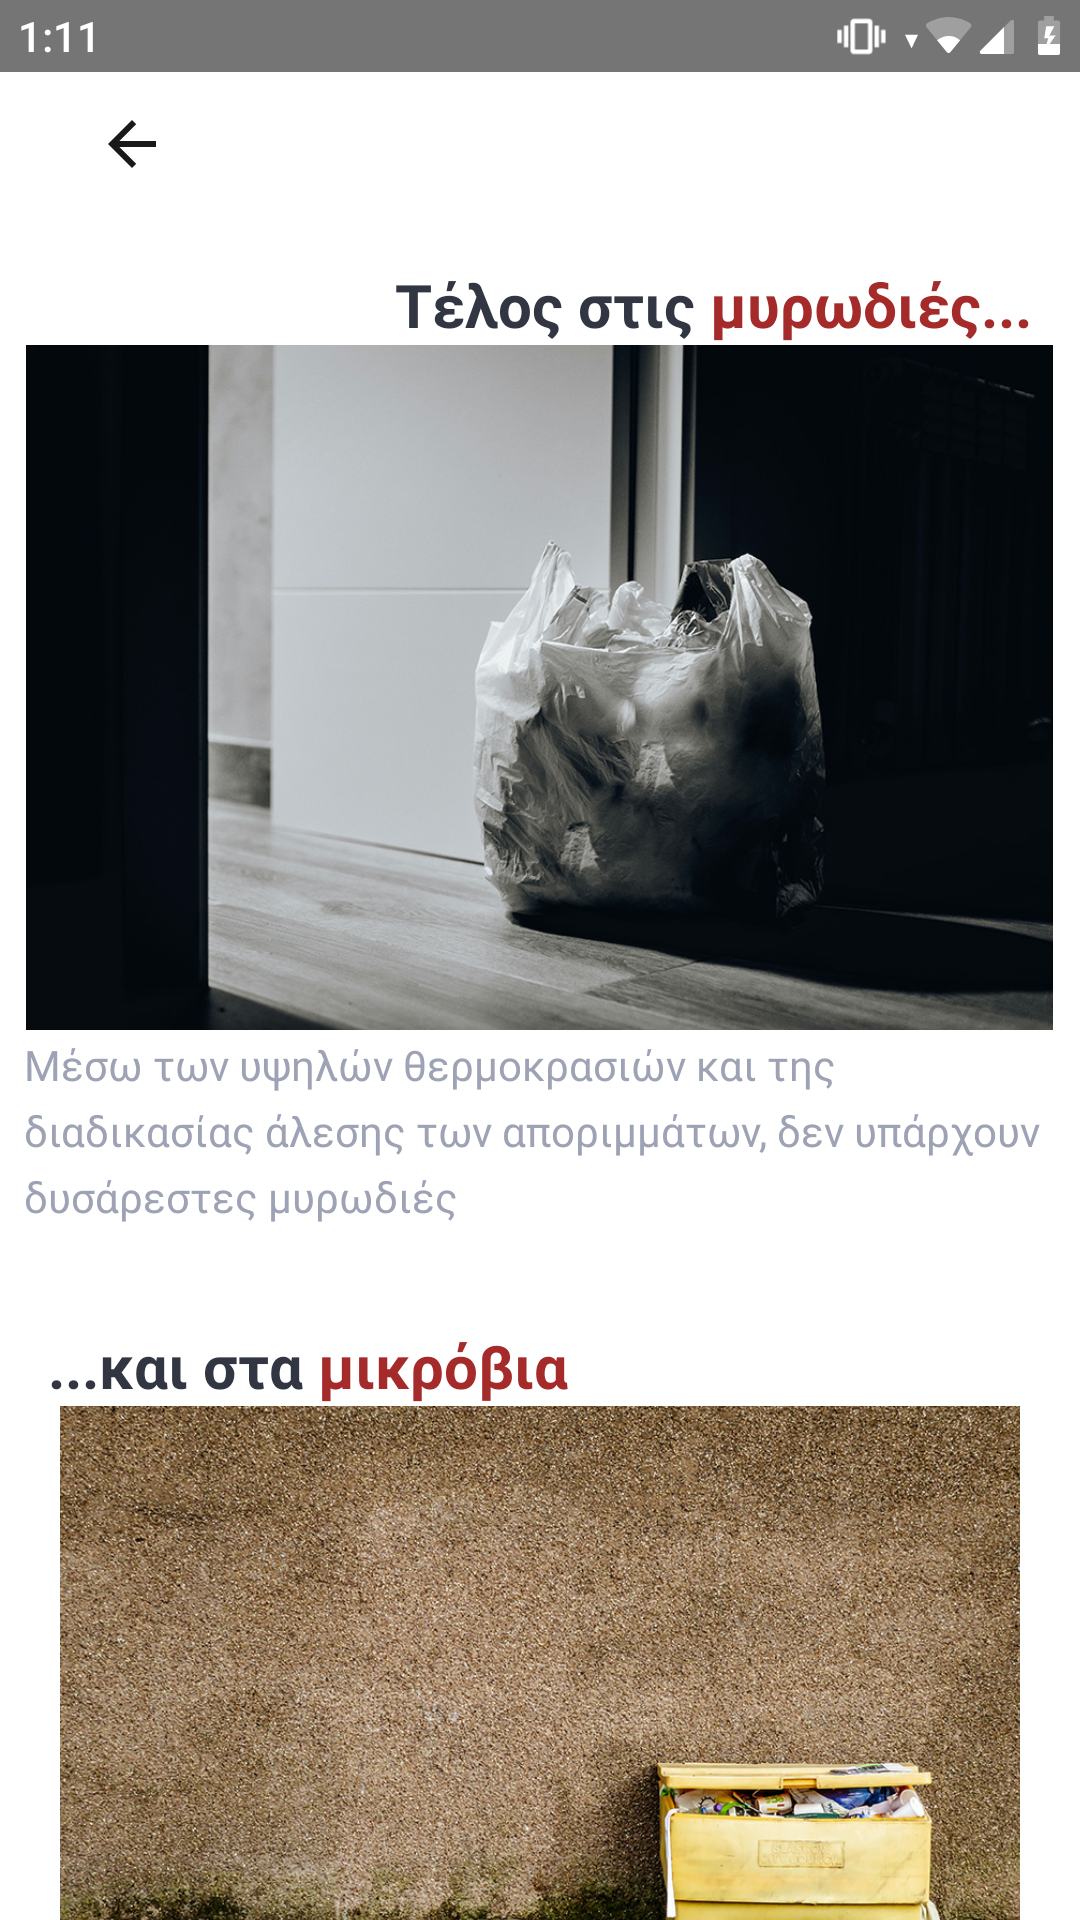 1:11
Τέλος στις μυρωδιές...
Μέσω των υψηλών θερμοκρασιών και της
διαδικασίας άλεσης των αποριμμάτων, δεν υπάρχουν
δυσάρεστες μυρωδιές
...και στα μικρόβια